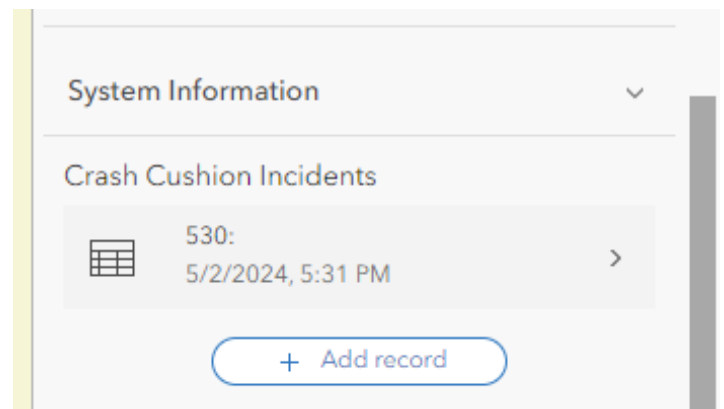 System Information
Crash Cushion Incidents
530:
5/2/2024, 5:31 PM
+ Add record